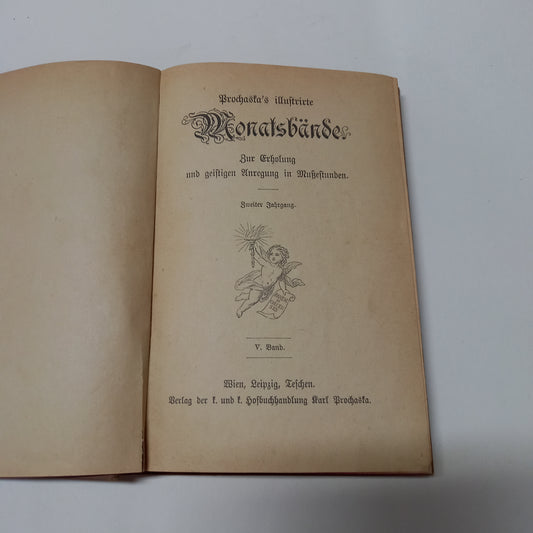 Prochaska's illustrirte
Monatsbände
Zur Erholung
und geistigen Anregung in Mußestunden.
Zweiter Jahrgang.
V. Band.
Wien, Leipzig, Teschen.
Verlag der k. und k. Hofbuchhandlung Karl Prochaska.